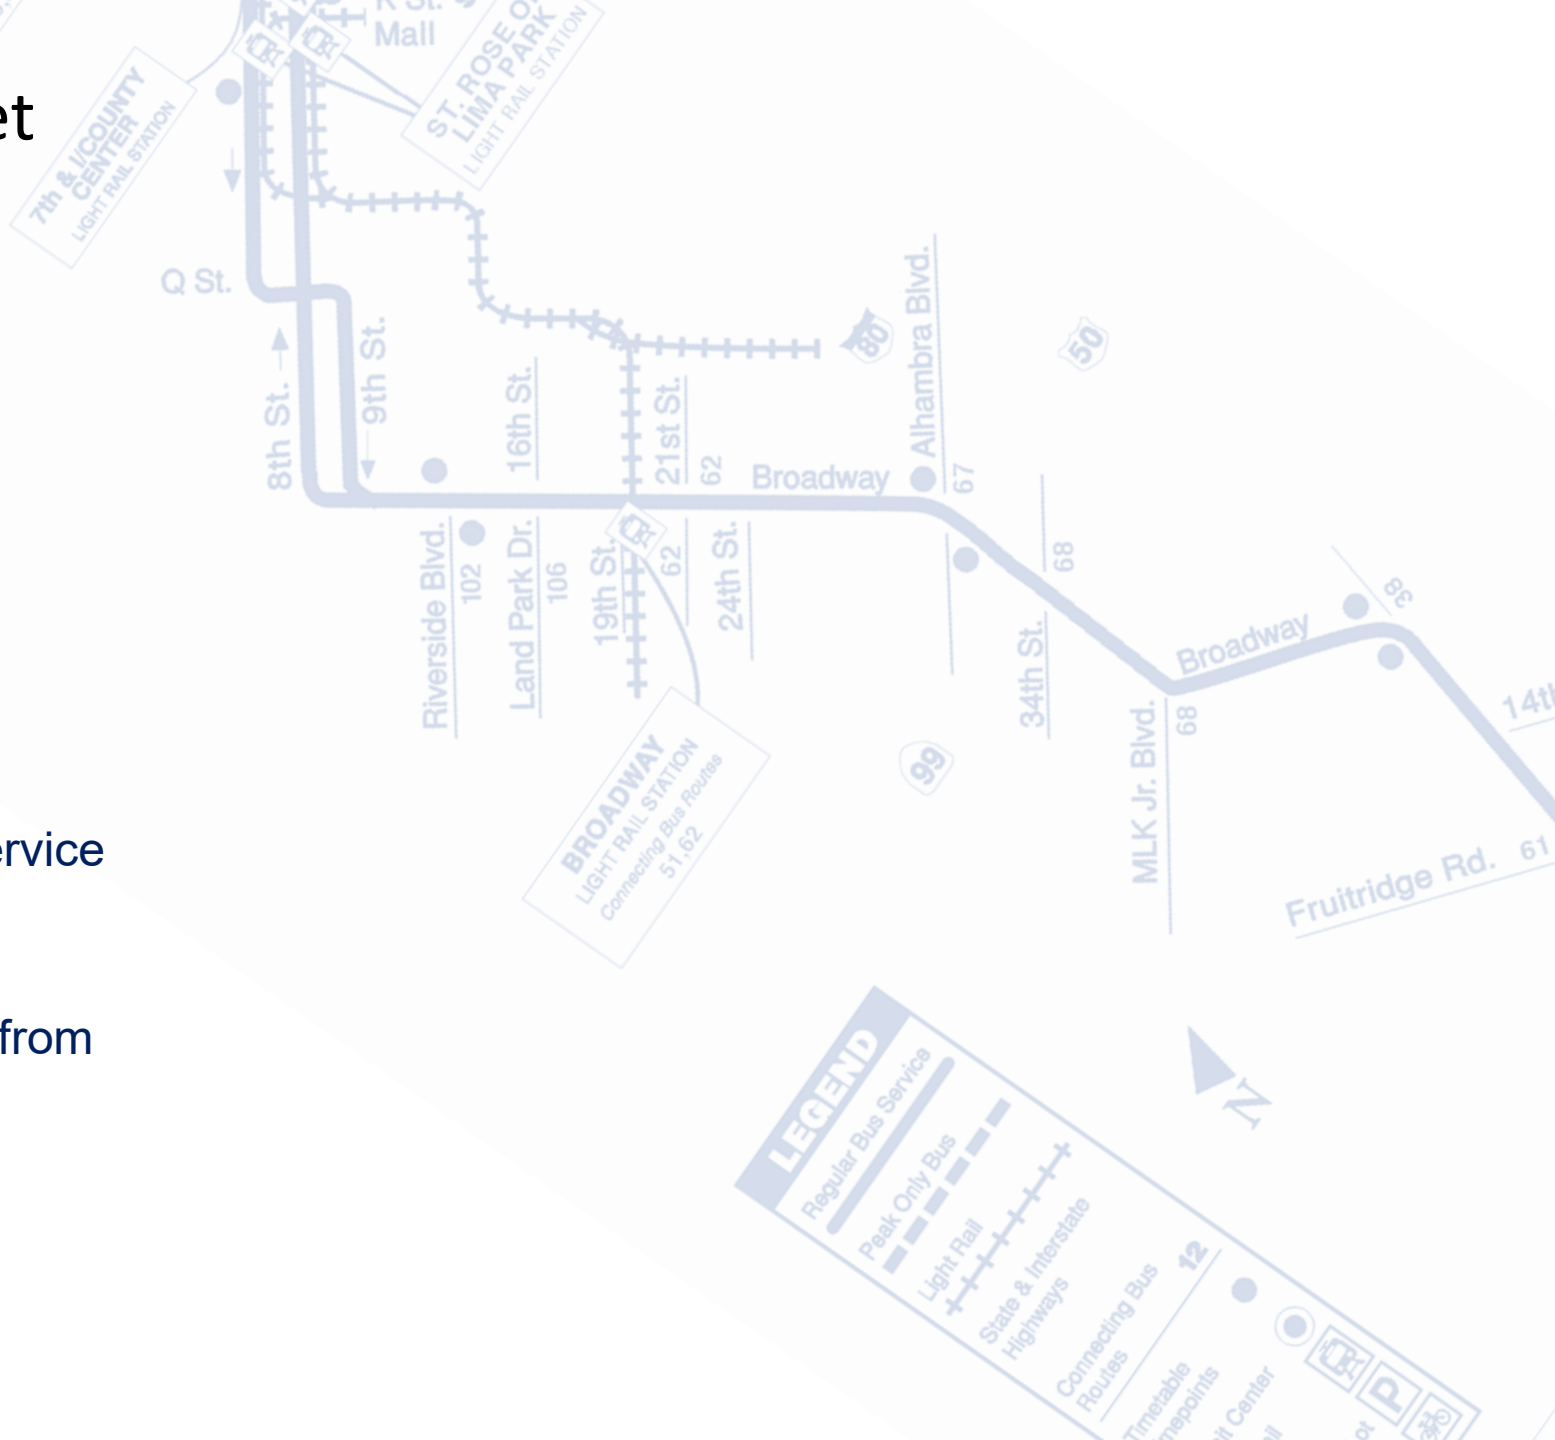 K St.
Mall
ST. ROSE OF
LIMA PARK
LIGHT RAIL STATION
et
7th & I/COUNTY
CENTER
LIGHT RAIL STATION
Q St.
8th St.
9th St.
16th St.
21st St.
62
Broadway
80
Alhambra Blvd.
67
50
Riverside Blvd.
102
Land Park Dr.
106
19th St.
62
24th St.
68
34th St.
Broadway
38
14th
MLK Jr. Blvd.
68
99
Fruitridge Rd.
61
BROADWAY
LIGHT RAIL STATION
Connecting Bus Routes
51,62
ervice
from
N
LEGEND
Regular Bus Service
Peak Only Bus
Light Rail
State & Interstate
Highways
Connecting Bus
Routes
12
Timetable
mepoints
it Center
P